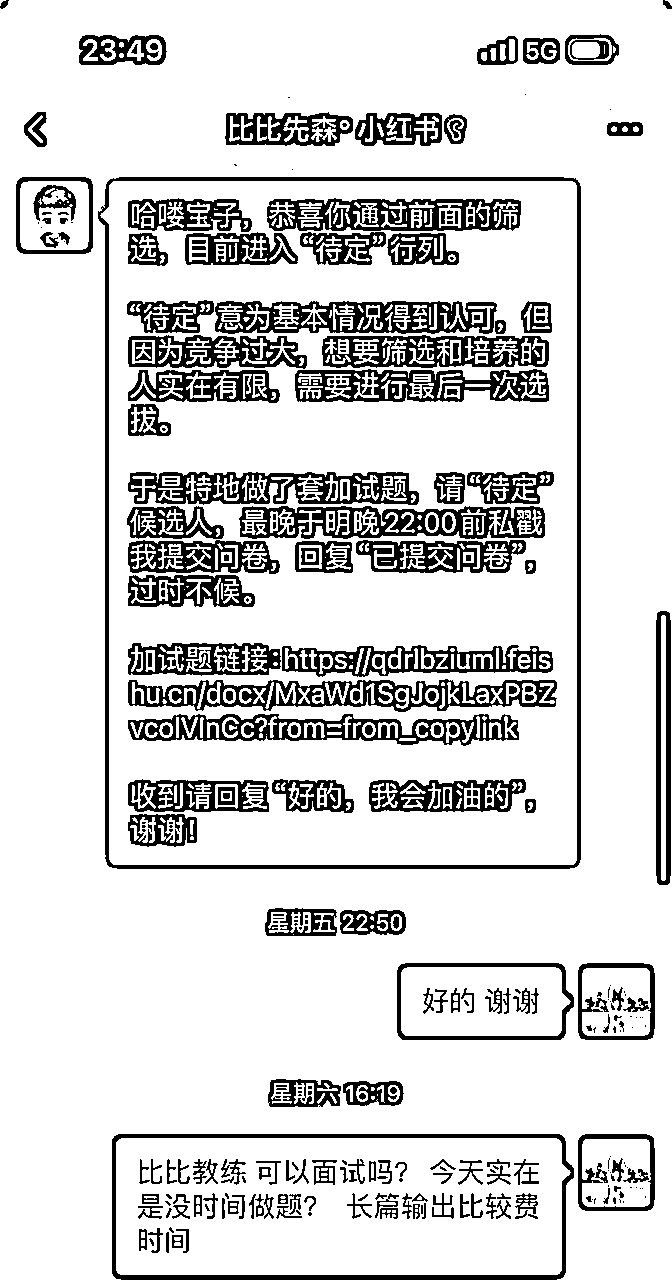 23:49
5G
比比先森°小红书
哈喽宝子，恭喜你通过前面的筛
选，目前进入“待定”行列。
“待定”意为基本情况得到认可，但
因为竞争过大，想要筛选和培养的
人实在有限，需要进行最后一次选
拔。
于是特地做了套加试题，请“待定”
候选人，最晚于明晚22:00前私戳
我提交问卷，回复“已提交问卷”，
过时不候。
加试题链接:https://qdrlbziuml.feis
hu.cn/docx/MxaWd1SgJojkLaxPBZ
vcolVlnGc?from=from_copylink
收到请回复“好的，我会加油的”，
谢谢！
星期五 22:50
好的 谢谢
星期六 16:19
比比教练 可以面试吗？ 今天实在
是没时间做题？ 长篇输出比较费
时间